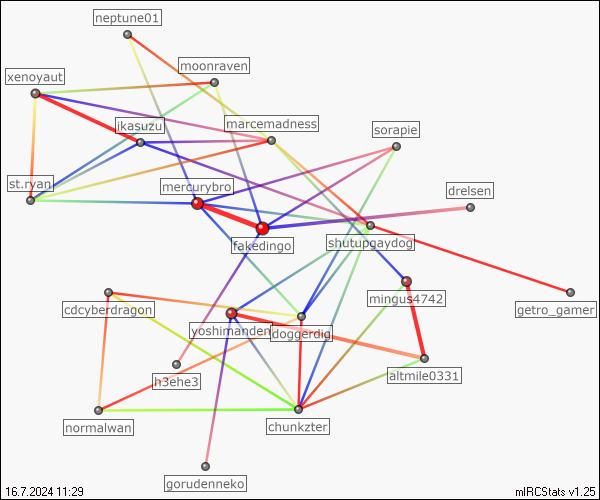 neptune01
moonraven
xenoyaut
ikasuzu
marcemadness
sorapie
st.ryan
mercurybro
drelsen
fakedingo
shutupgaydog
mingus4742
getro_gamer
cdcyberdragon
yoshimanden
doggerdig
h3ehe3
altmile0331
normalwan
chunkzter
gorudenneko
16.7.2024 11:29
mIRCStats v1.25